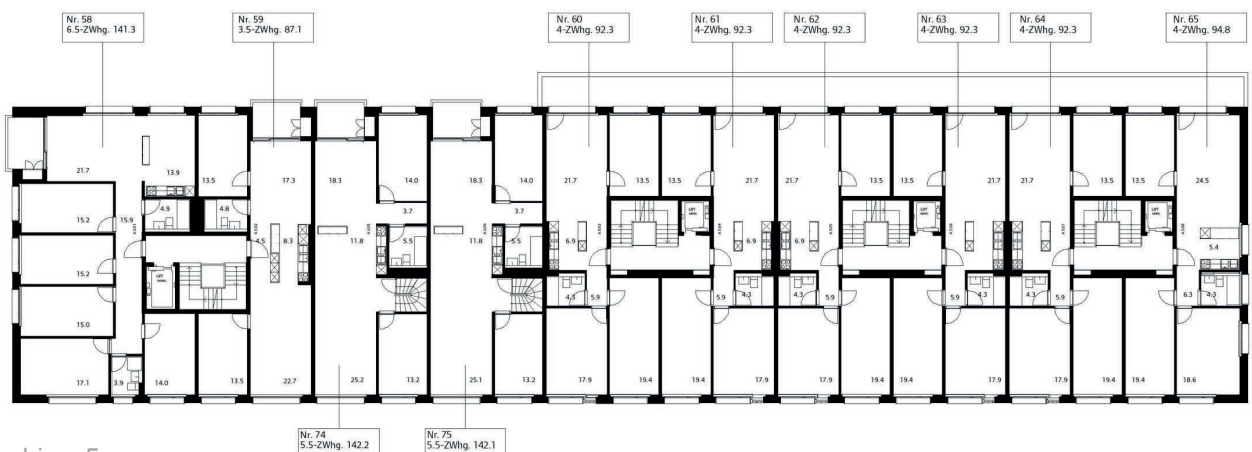 Nr. 58
6.5-ZWhg. 141.3
Nr. 59
3.5-ZWhg. 87.1
Nr. 60
4-ZWhg. 92.3
Nr. 61
4-ZWhg. 92.3
Nr. 62
4-ZWhg. 92.3
Nr. 63
4-ZWhg. 92.3
Nr. 64
4-ZWhg. 92.3
Nr. 65
4-ZWhg. 94.8
21.7 13.9 13.5 17.3 18.3 14.0 18.3 14.0 21.7 13.5 13.5 21.7 21.7 13.5 13.5 21.7 21.7 13.5 13.5 24.5
15.2 15.9 4.9 4.8 4.5 8.3 11.8 3.7 5.5 11.8 3.7 5.5 6.9 6.9 6.9 6.9 6.9 5.4
LIFT LIFT LIFT LIFT
15.2
15.0
4.3 5.9 5.9 4.3 4.3 5.9 5.9 4.3 4.3 5.9 6.3 4.3
17.1 3.9 14.0 13.5 22.7 25.2 13.2 25.1 13.2 17.9 19.4 19.4 17.9 17.9 19.4 19.4 17.9 17.9 19.4 19.4 18.6
Nr. 74
5.5-ZWhg. 142.2
Nr. 75
5.5-ZWhg. 142.1